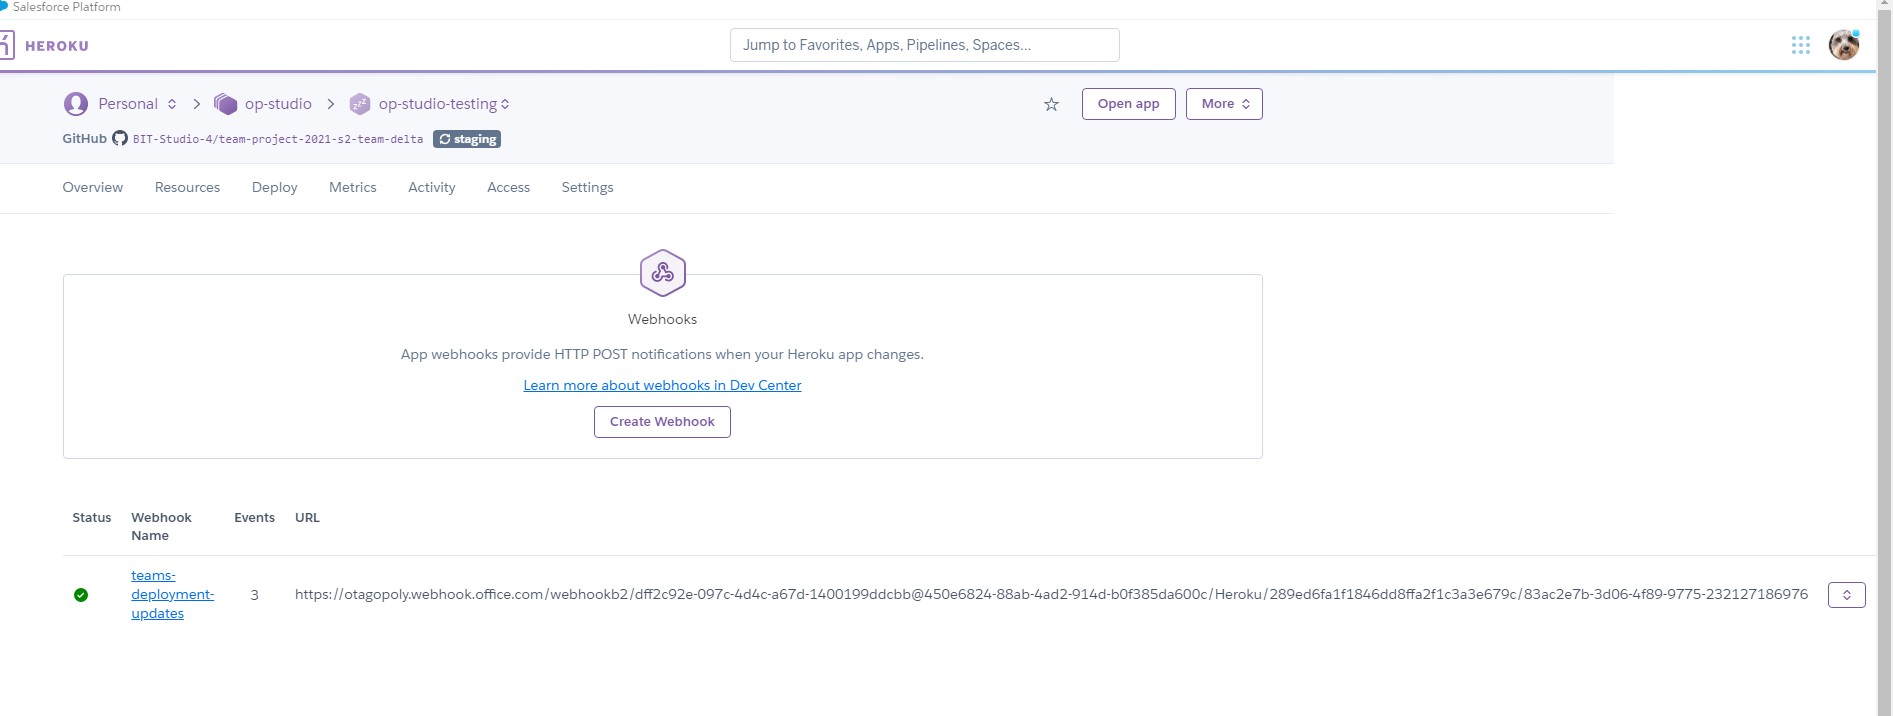 Salesforce Platform
HEROKU
Jump to Favorites, Apps, Pipelines, Spaces...
Personal > op-studio > op-studio-testing
Open app
More
GitHub BIT-Studio-4/team-project-2021-s2-team-delta staging
Overview Resources Deploy Metrics Activity Access Settings
Webhooks
App webhooks provide HTTP POST notifications when your Heroku app changes.
Learn more about webhooks in Dev Center
Create Webhook
Status Webhook Name Events URL
teams-deployment-updates 3 https://otagopoly.webhook.office.com/webhookb2/dff2c92e-097c-4d4c-a67d-1400199ddcbb@450e6824-88ab-4ad2-914d-b0f385da600c/Heroku/289ed6fa1f1846dd8ffa2f1c3a3e679c/83ac2e7b-3d06-4f89-9775-232127186976